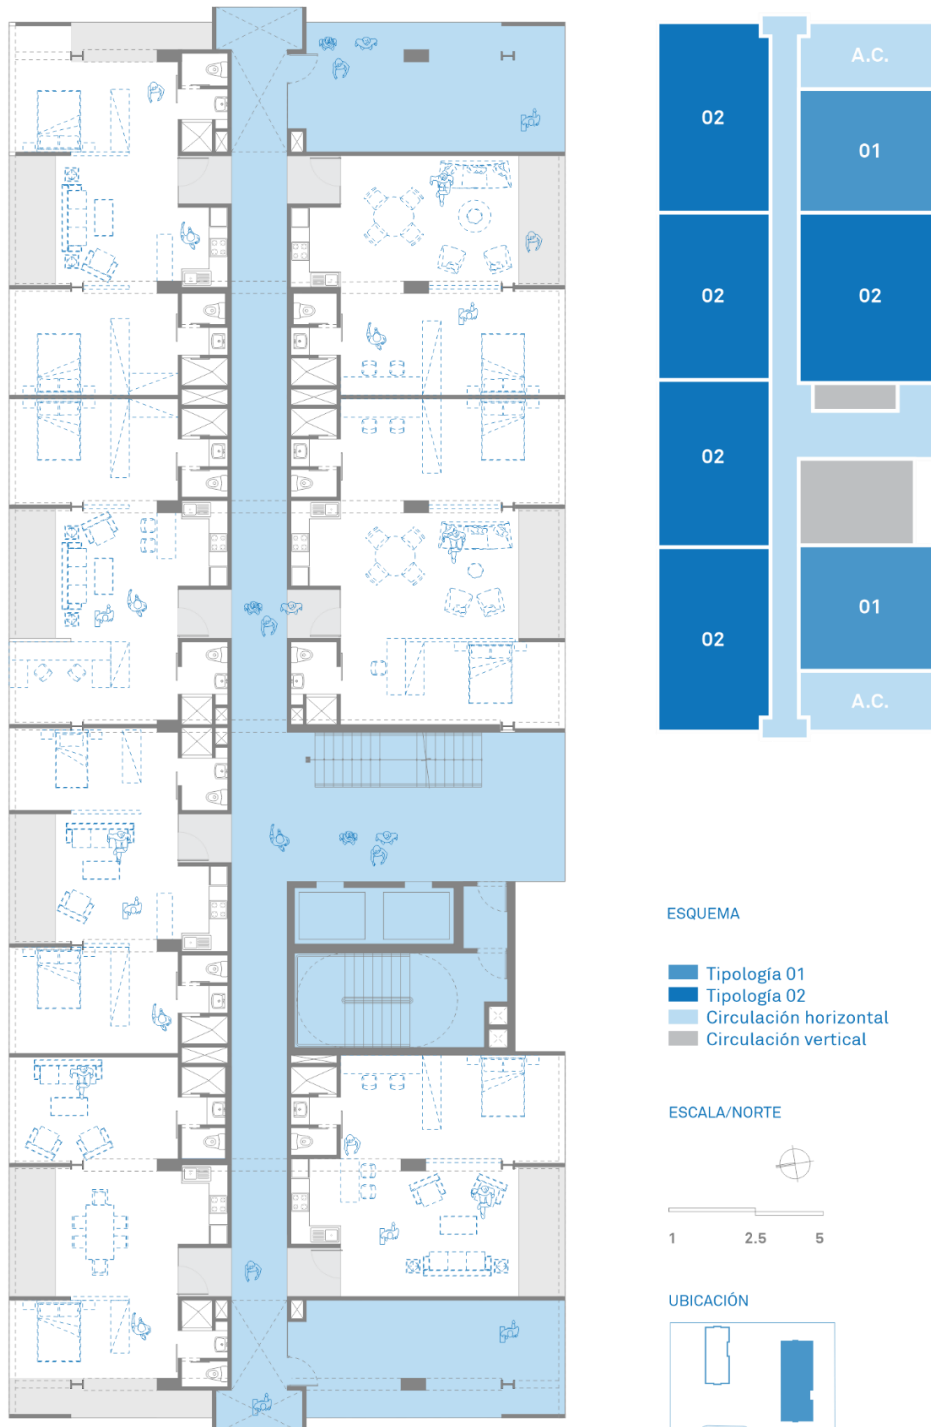 A.C.
02
01
02
02
02
01
02
A.C.
ESQUEMA
Tipología 01
Tipología 02
Circulación horizontal
Circulación vertical
ESCALA/NORTE
1 2.5 5
UBICACIÓN